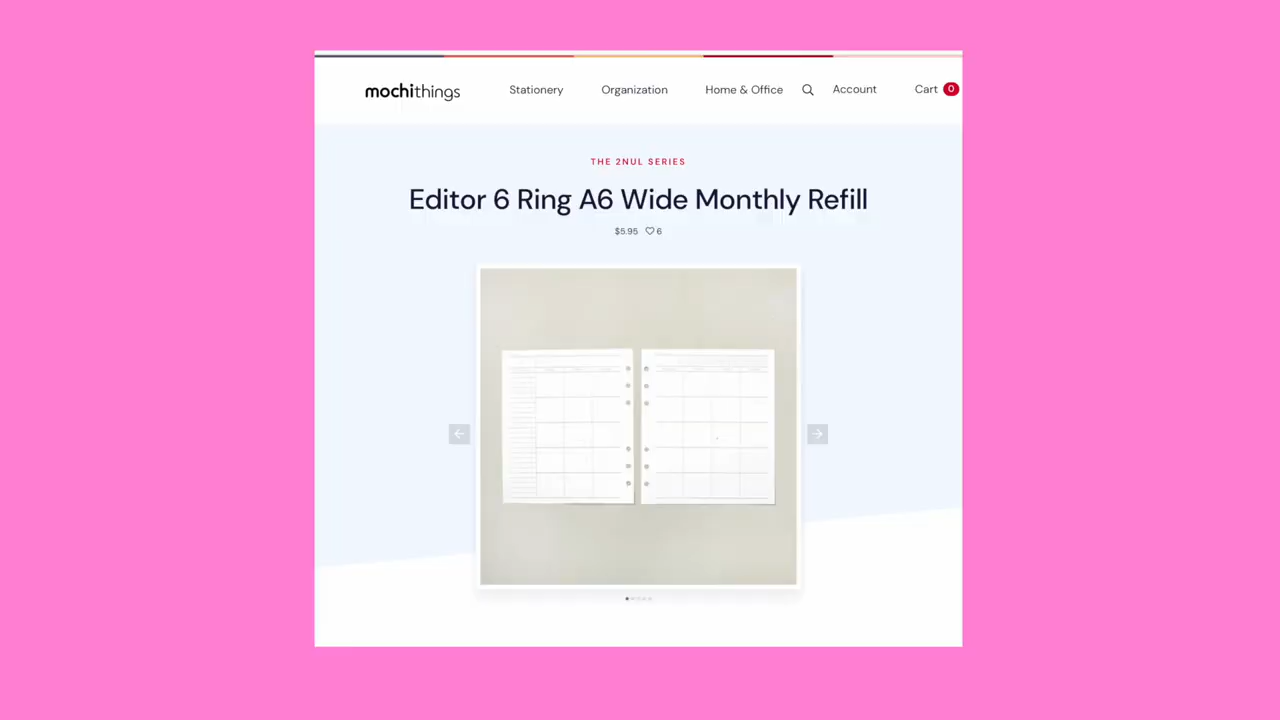 mochithings
Stationery
Organization
Home & Office
Account
Cart 0
THE 2NUL SERIES
Editor 6 Ring A6 Wide Monthly Refill
$5.95 6